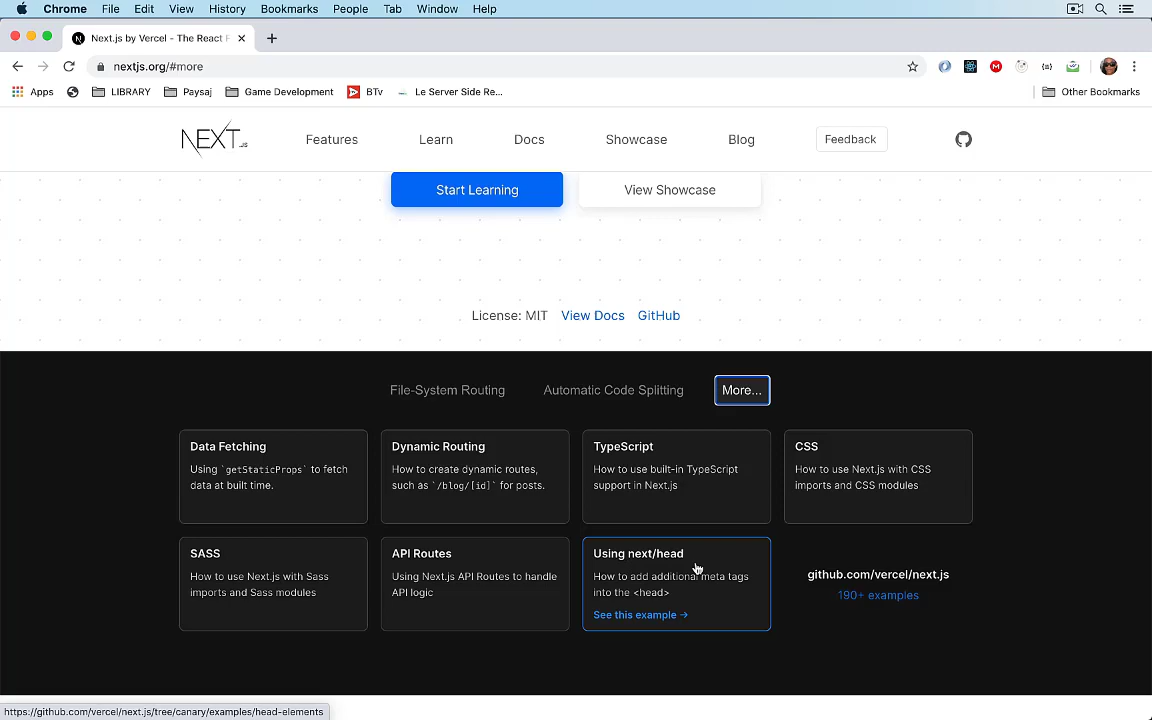 Chrome File Edit View History Bookmarks People Tab Window Help
Next.js by Vercel - The React F
nextjs.org/#more
Apps LIBRARY Paysaj Game Development BTv Le Server Side Re... Other Bookmarks
NEXT.JS Features Learn Docs Showcase Blog Feedback
Start Learning View Showcase
License: MIT View Docs GitHub
File-System Routing Automatic Code Splitting More...
Data Fetching
Using `getStaticProps` to fetch
data at built time.
Dynamic Routing
How to create dynamic routes,
such as `/blog/[id]` for posts.
TypeScript
How to use built-in TypeScript
support in Next.js
CSS
How to use Next.js with CSS
imports and CSS modules
SASS
How to use Next.js with Sass
imports and Sass modules
API Routes
Using Next.js API Routes to handle
API logic
Using next/head
How to add additional meta tags
into the <head>
See this example →
github.com/vercel/next.js
190+ examples
https://github.com/vercel/next.js/tree/canary/examples/head-elements